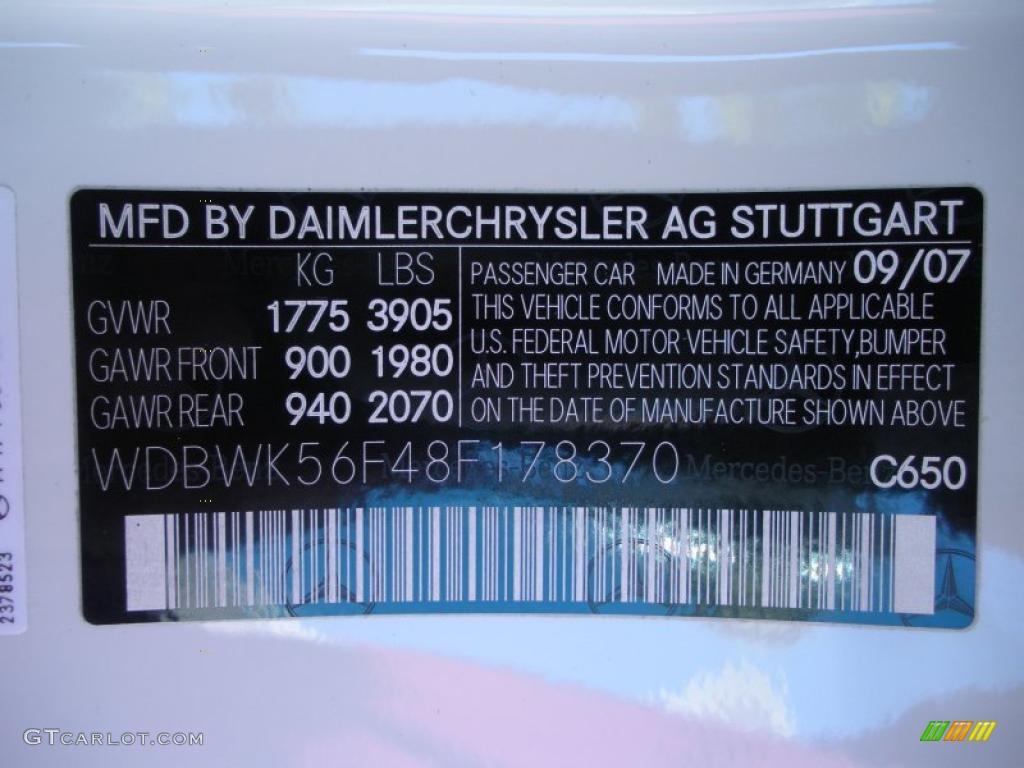 MFD BY DAIMLERCHRYSLER AG STUTTGART
KG LBS
GVWR 1775 3905
GAWR FRONT 900 1980
GAWR REAR 940 2070
PASSENGER CAR MADE IN GERMANY 09/07
THIS VEHICLE CONFORMS TO ALL APPLICABLE
U.S. FEDERAL MOTOR VEHICLE SAFETY,BUMPER
AND THEFT PREVENTION STANDARDS IN EFFECT
ON THE DATE OF MANUFACTURE SHOWN ABOVE
WDBWK56F48F178370
Mercedes-Benz
C650
2378523
GTCARLOT.COM